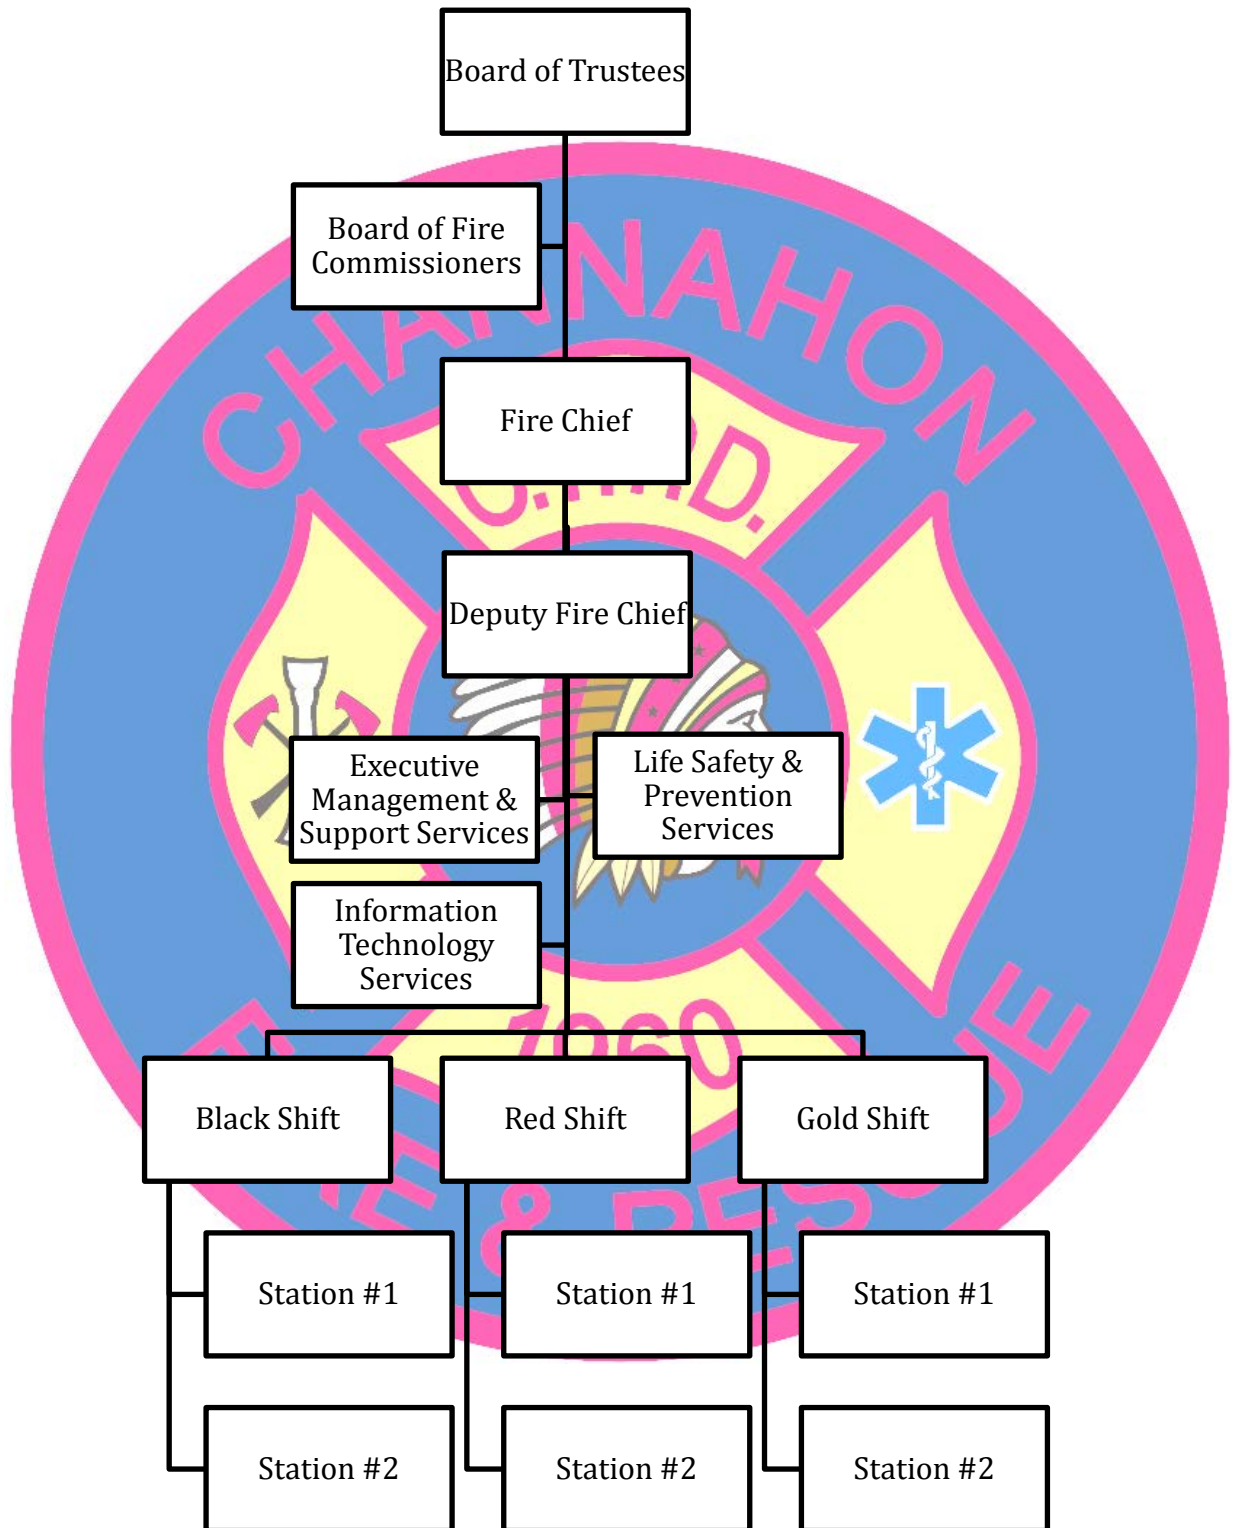 Board of Trustees
Board of Fire
Commissioners
CHANNAHON
Fire Chief
Deputy Fire Chief
Executive
Management &
Support Services
Life Safety &
Prevention
Services
Information
Technology
Services
Black Shift
Red Shift
Gold Shift
& RESCUE
Station #1
Station #1
Station #1
Station #2
Station #2
Station #2